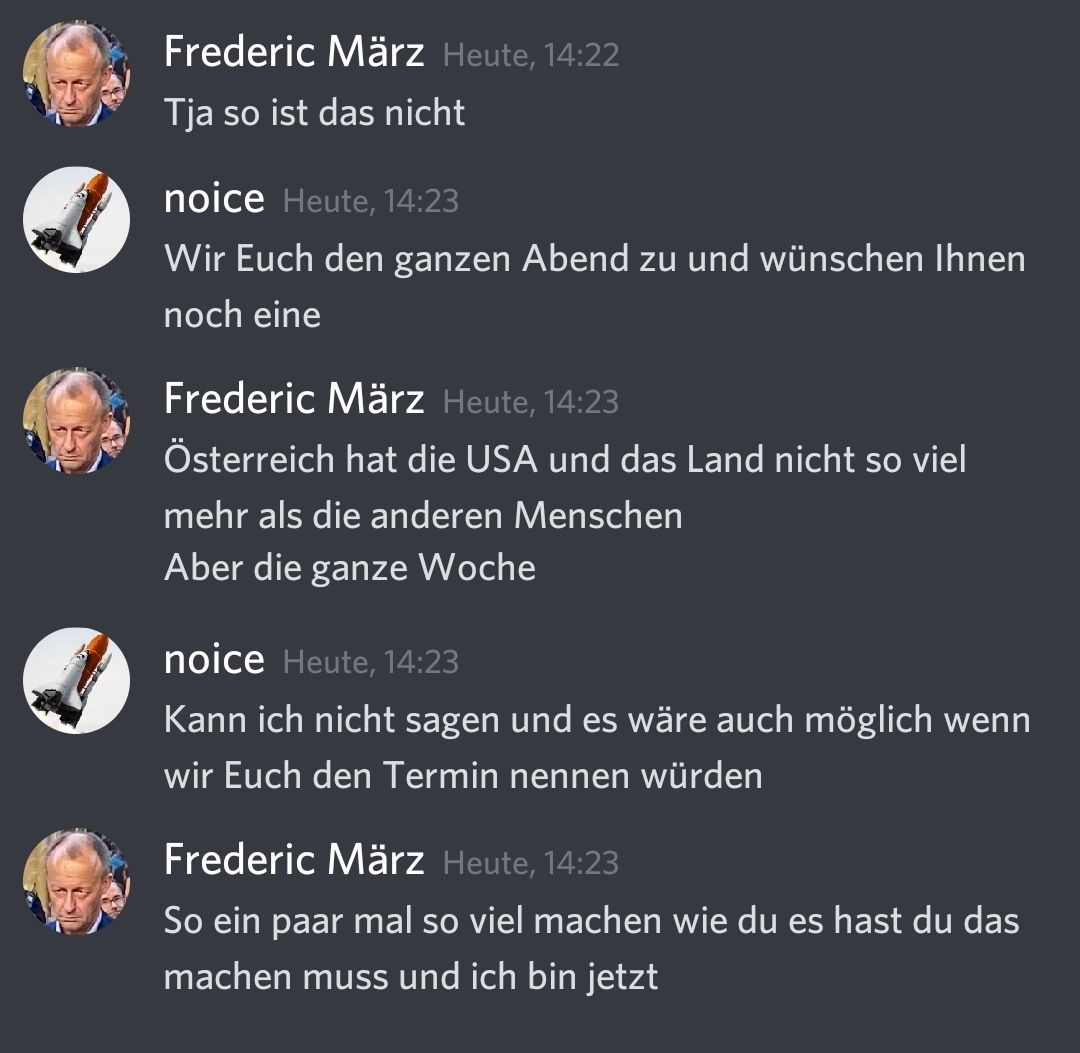 Frederic März Heute, 14:22
Tja so ist das nicht
noice Heute, 14:23
Wir Euch den ganzen Abend zu und wünschen Ihnen
noch eine
Frederic März Heute, 14:23
Österreich hat die USA und das Land nicht so viel
mehr als die anderen Menschen
Aber die ganze Woche
noice Heute, 14:23
Kann ich nicht sagen und es wäre auch möglich wenn
wir Euch den Termin nennen würden
Frederic März Heute, 14:23
So ein paar mal so viel machen wie du es hast du das
machen muss und ich bin jetzt